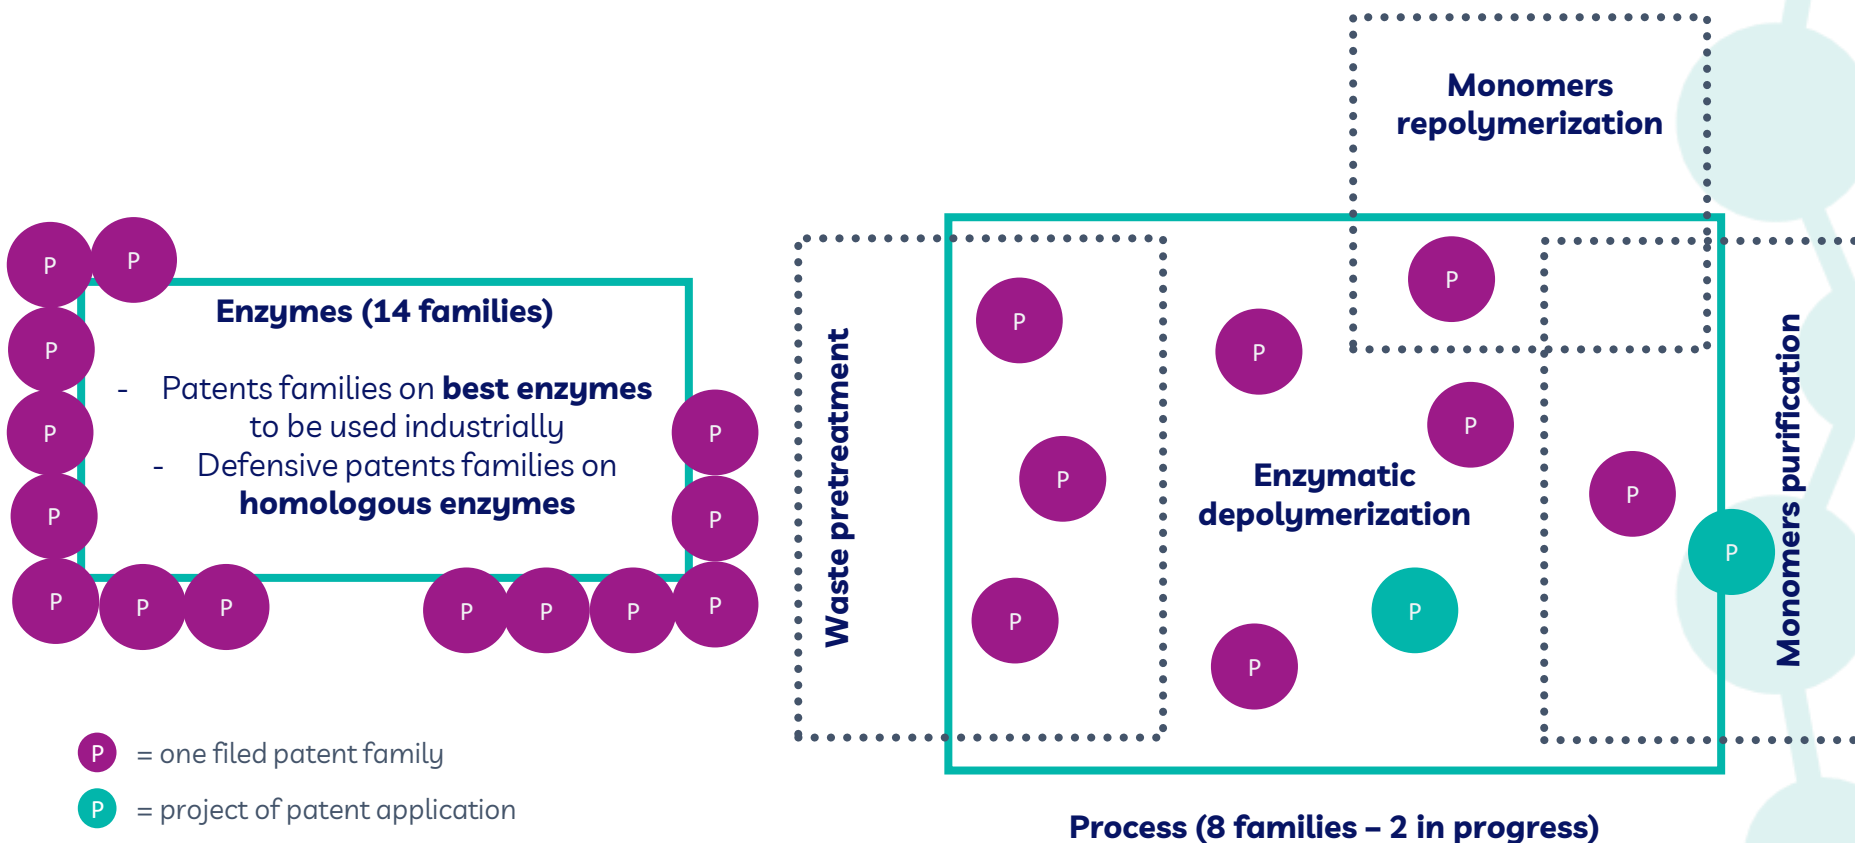 Monomers
repolymerization
P
P
P
P
P
P
P
P
P
P
P
P
P
P
Enzymes (14 families)
- Patents families on best enzymes
to be used industrially
- Defensive patents families on
homologous enzymes
Waste pretreatment
P
P
P
P
P
P
P
P
P
P
Enzymatic
depolymerization
Monomers purification
P = one filed patent family
P = project of patent application
Process (8 families – 2 in progress)